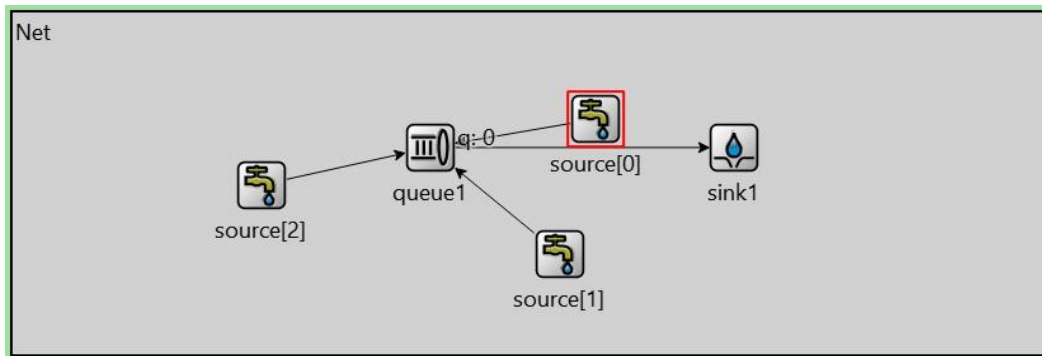 Net
q: 0
source[0]
queue1
sink1
source[2]
source[1]